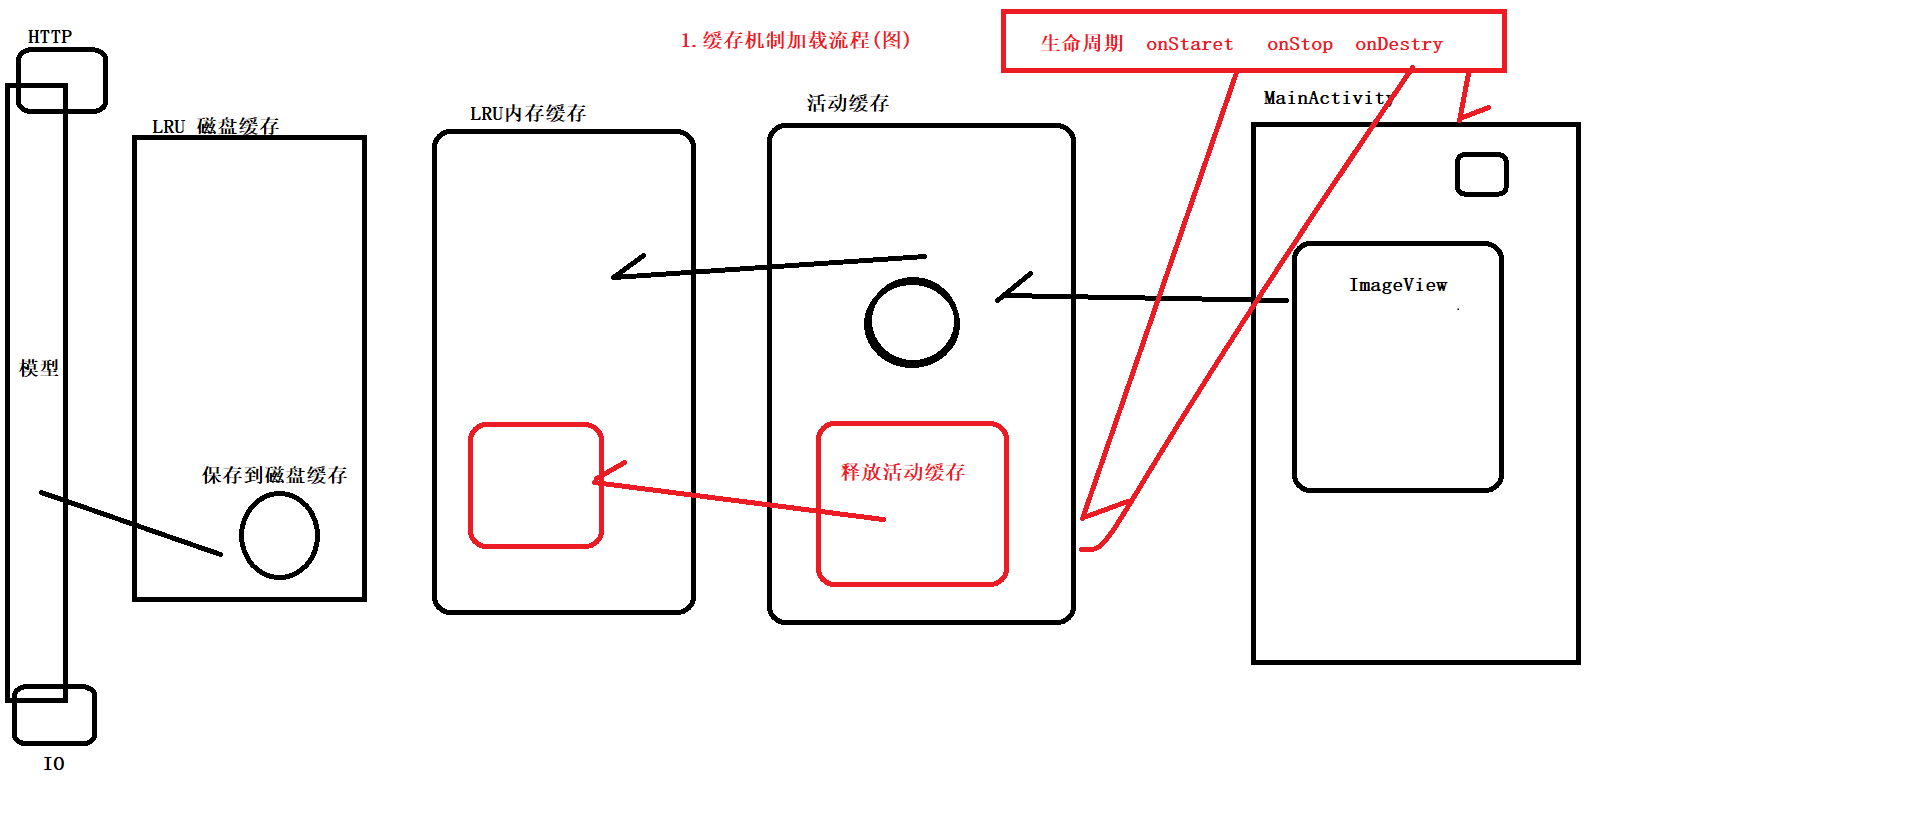 1.缓存机制加载流程(图)
生命周期 onStaret onStop onDestry
HTTP
LRU 磁盘缓存
LRU内存缓存
活动缓存
MainActivity
ImageView
模型
保存到磁盘缓存
释放活动缓存
IO